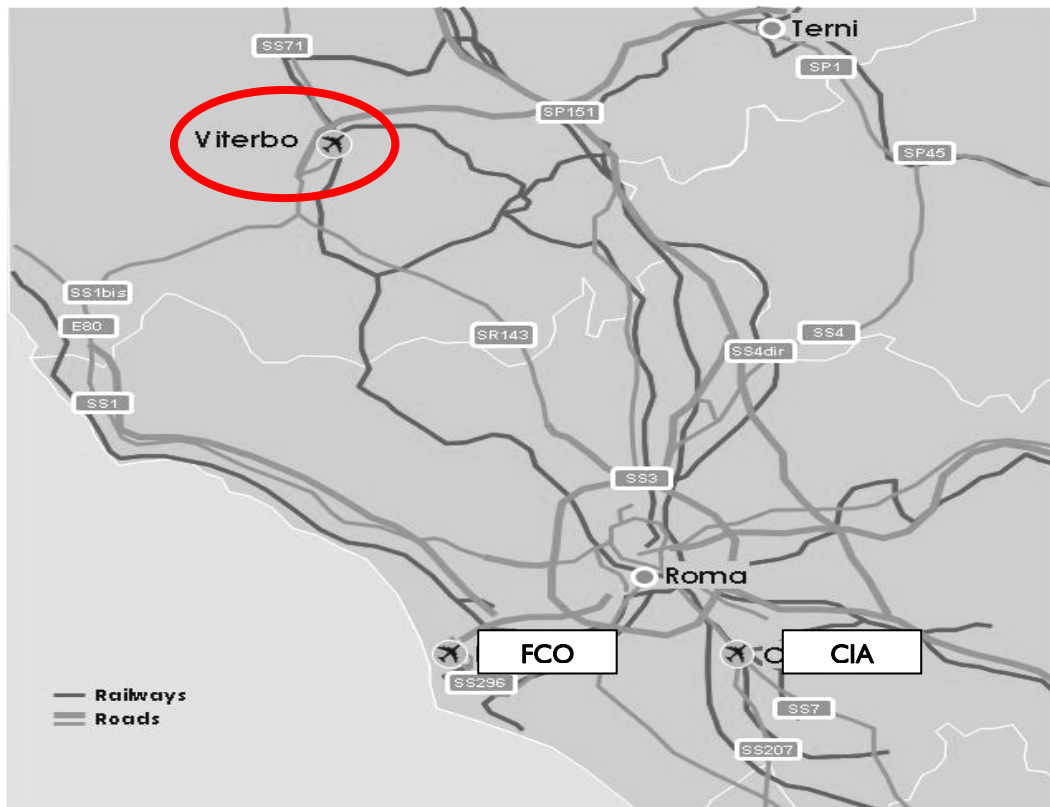 Terni
SS71
SP1
SP151
Viterbo
SP45
SS1bis
E80
SR143
SS4
SS4dir
SS1
SS3
Roma
FCO
CIA
SS296
Railways
Roads
SS7
SS207